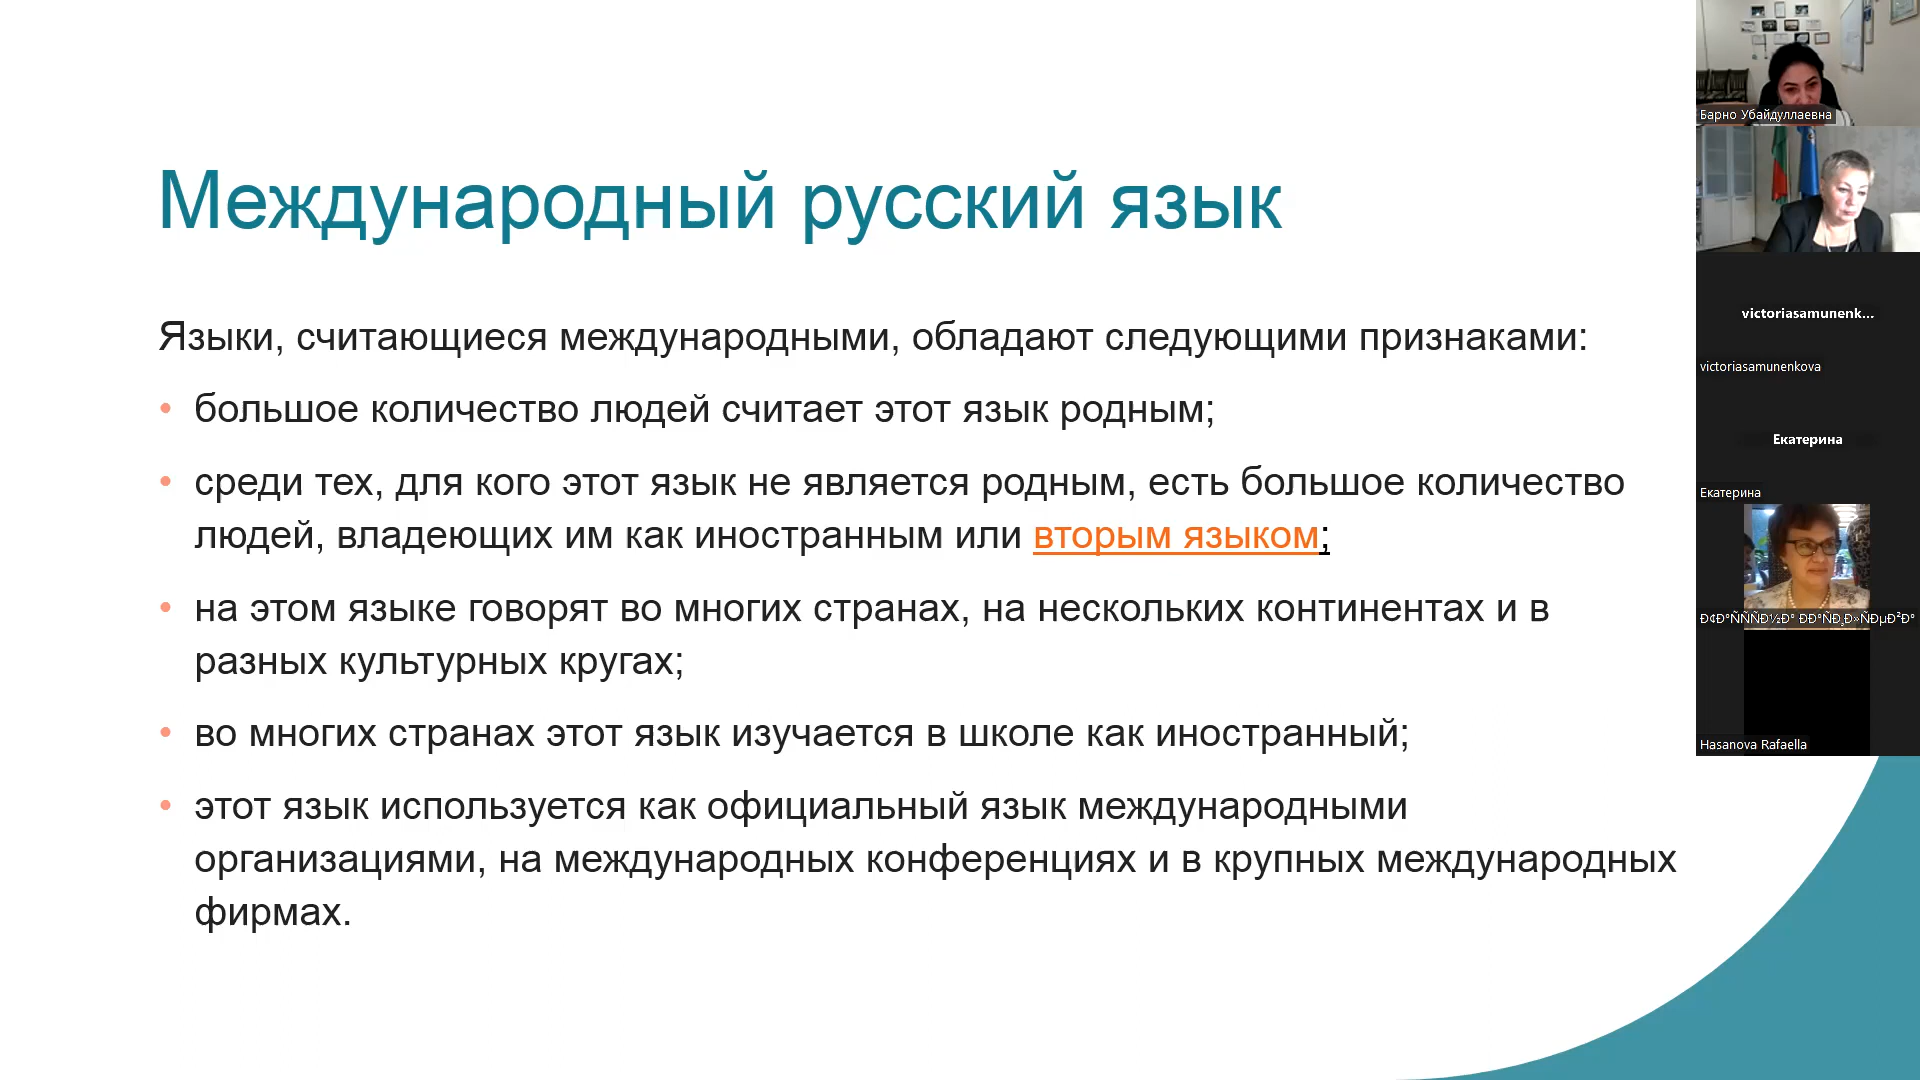 Международный русский язык
Языки, считающиеся международными, обладают следующими признаками:
• большое количество людей считает этот язык родным;
• среди тех, для кого этот язык не является родным, есть большое количество
людей, владеющих им как иностранным или вторым языком;
• на этом языке говорят во многих странах, на нескольких континентах и в
разных культурных кругах;
• во многих странах этот язык изучается в школе как иностранный;
• этот язык используется как официальный язык международными
организациями, на международных конференциях и в крупных международных
фирмах.
Барно Убайдуллаевна
victoriasamunenk...
victoriasamunenkova
Екатерина
Екатерина
Hasanova Rafaella